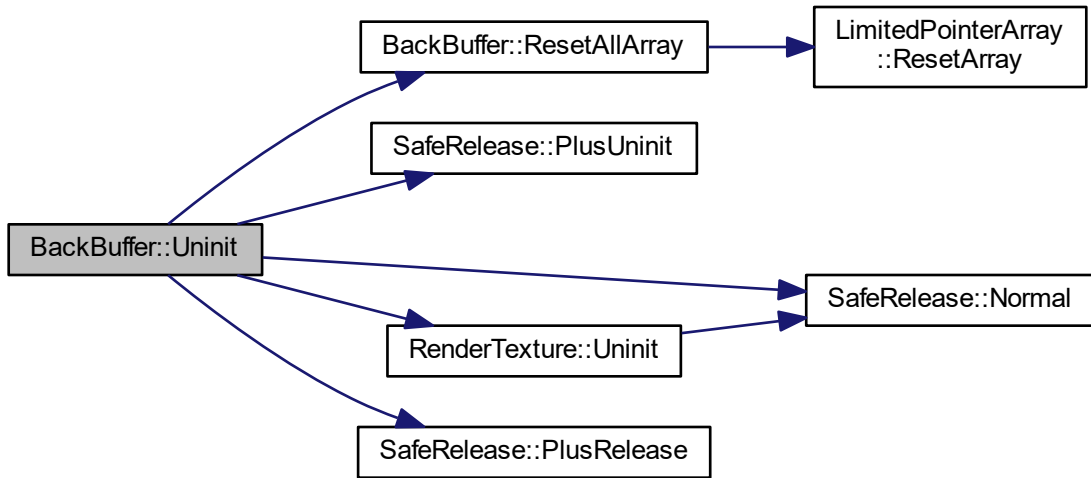 BackBuffer::ResetAllArray
LimitedPointerArray
::ResetArray
SafeRelease::PlusUninit
BackBuffer::Uninit
SafeRelease::Normal
RenderTexture::Uninit
SafeRelease::PlusRelease